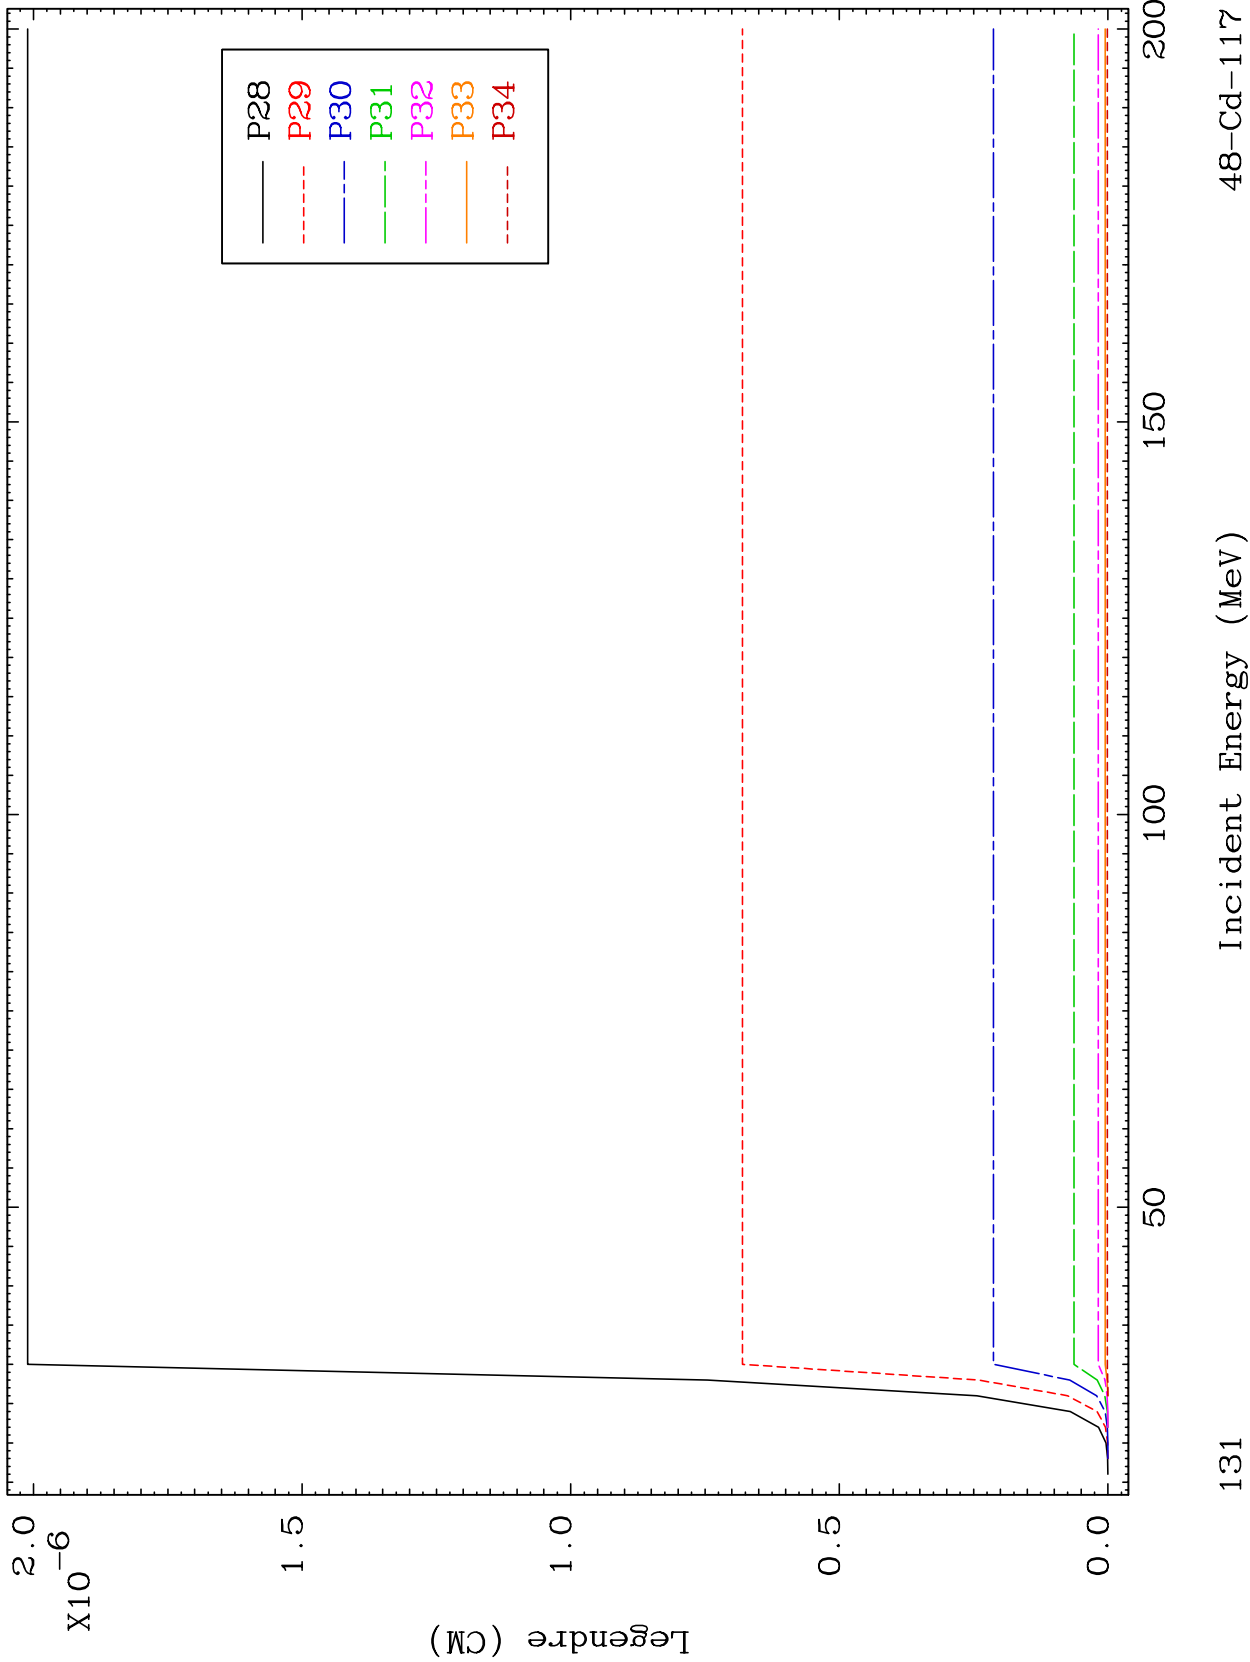 Legendre (CM)
X10-6
2.0
1.5
1.0
0.5
0.0
P28
P29
P30
P31
P32
P33
P34
50
100
150
200
Incident Energy (MeV)
131
48-Cd-117